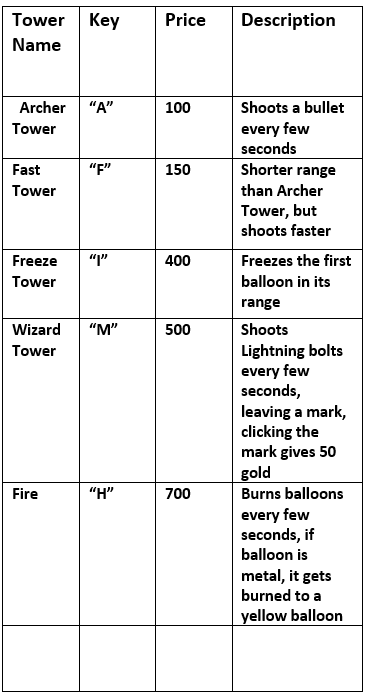 Tower Name Key Price Description
Archer Tower “A” 100 Shoots a bullet every few seconds
Fast Tower “F” 150 Shorter range than Archer Tower, but shoots faster
Freeze Tower “I” 400 Freezes the first balloon in its range
Wizard Tower “M” 500 Shoots Lightning bolts every few seconds, leaving a mark, clicking the mark gives 50 gold
Fire “H” 700 Burns balloons every few seconds, if balloon is metal, it gets burned to a yellow balloon